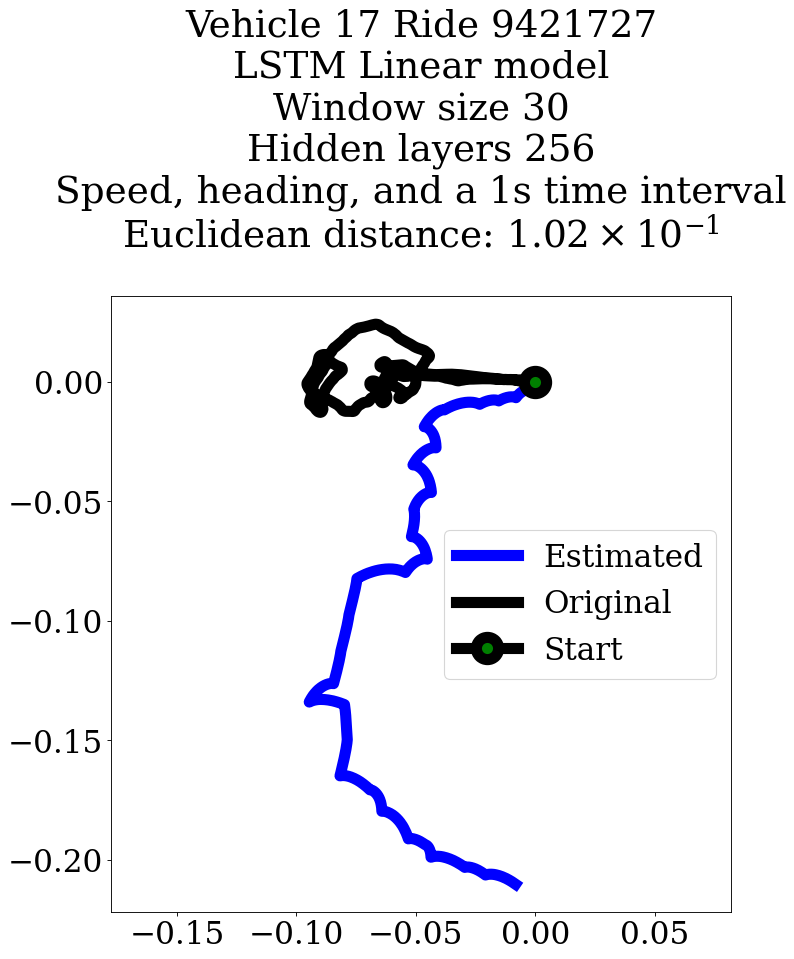 Vehicle 17 Ride 9421727
LSTM Linear model
Window size 30
Hidden layers 256
Speed, heading, and a 1s time interval
Euclidean distance: 1.02 × 10⁻¹
0.00
−0.05
Estimated
Original
Start
−0.10
−0.15
−0.20
−0.15 −0.10 −0.05 0.00 0.05